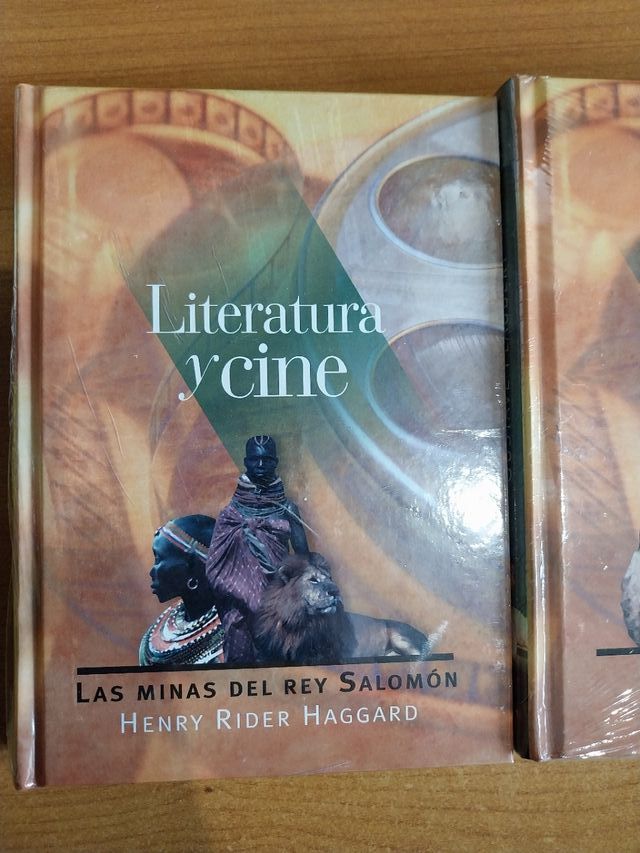 Literatura
y cine
LAS MINAS DEL REY SALOMÓN
HENRY RIDER HAGGARD